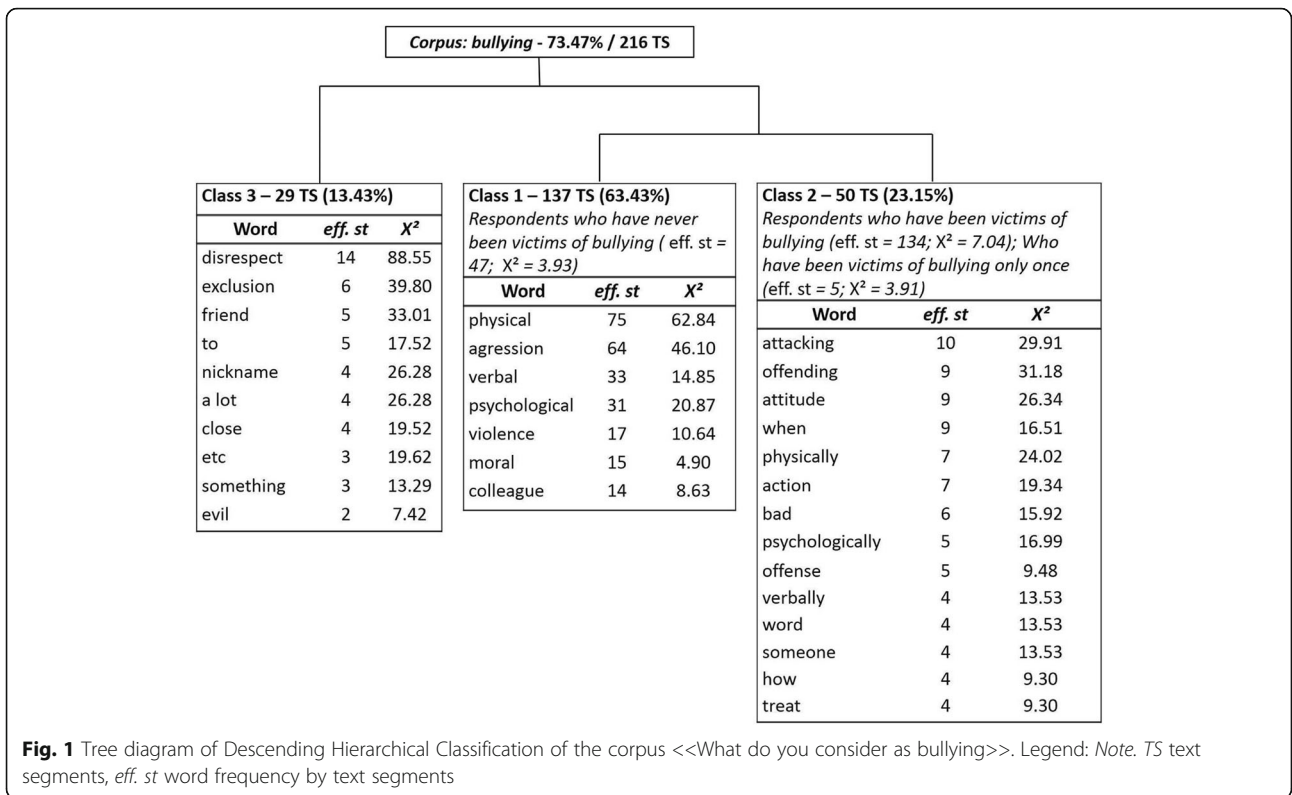 Corpus: bullying - 73.47% / 216 TS
Class 3 – 29 TS (13.43%)
Word eff. st X²
disrespect 14 88.55
exclusion 6 39.80
friend 5 33.01
to 5 17.52
nickname 4 26.28
a lot 4 26.28
close 4 19.52
etc 3 19.62
something 3 13.29
evil 2 7.42
Class 1 – 137 TS (63.43%)
Respondents who have never
been victims of bullying ( eff. st =
47; X² = 3.93)
Word eff. st X²
physical 75 62.84
agression 64 46.10
verbal 33 14.85
psychological 31 20.87
violence 17 10.64
moral 15 4.90
colleague 14 8.63
Class 2 – 50 TS (23.15%)
Respondents who have been victims of
bullying (eff. st = 134; X² = 7.04); Who
have been victims of bullying only once
(eff. st = 5; X² = 3.91)
Word eff. st X²
attacking 10 29.91
offending 9 31.18
attitude 9 26.34
when 9 16.51
physically 7 24.02
action 7 19.34
bad 6 15.92
psychologically 5 16.99
offense 5 9.48
verbally 4 13.53
word 4 13.53
someone 4 13.53
how 4 9.30
treat 4 9.30
Fig. 1 Tree diagram of Descending Hierarchical Classification of the corpus <<What do you consider as bullying>>. Legend: Note. TS text
segments, eff. st word frequency by text segments